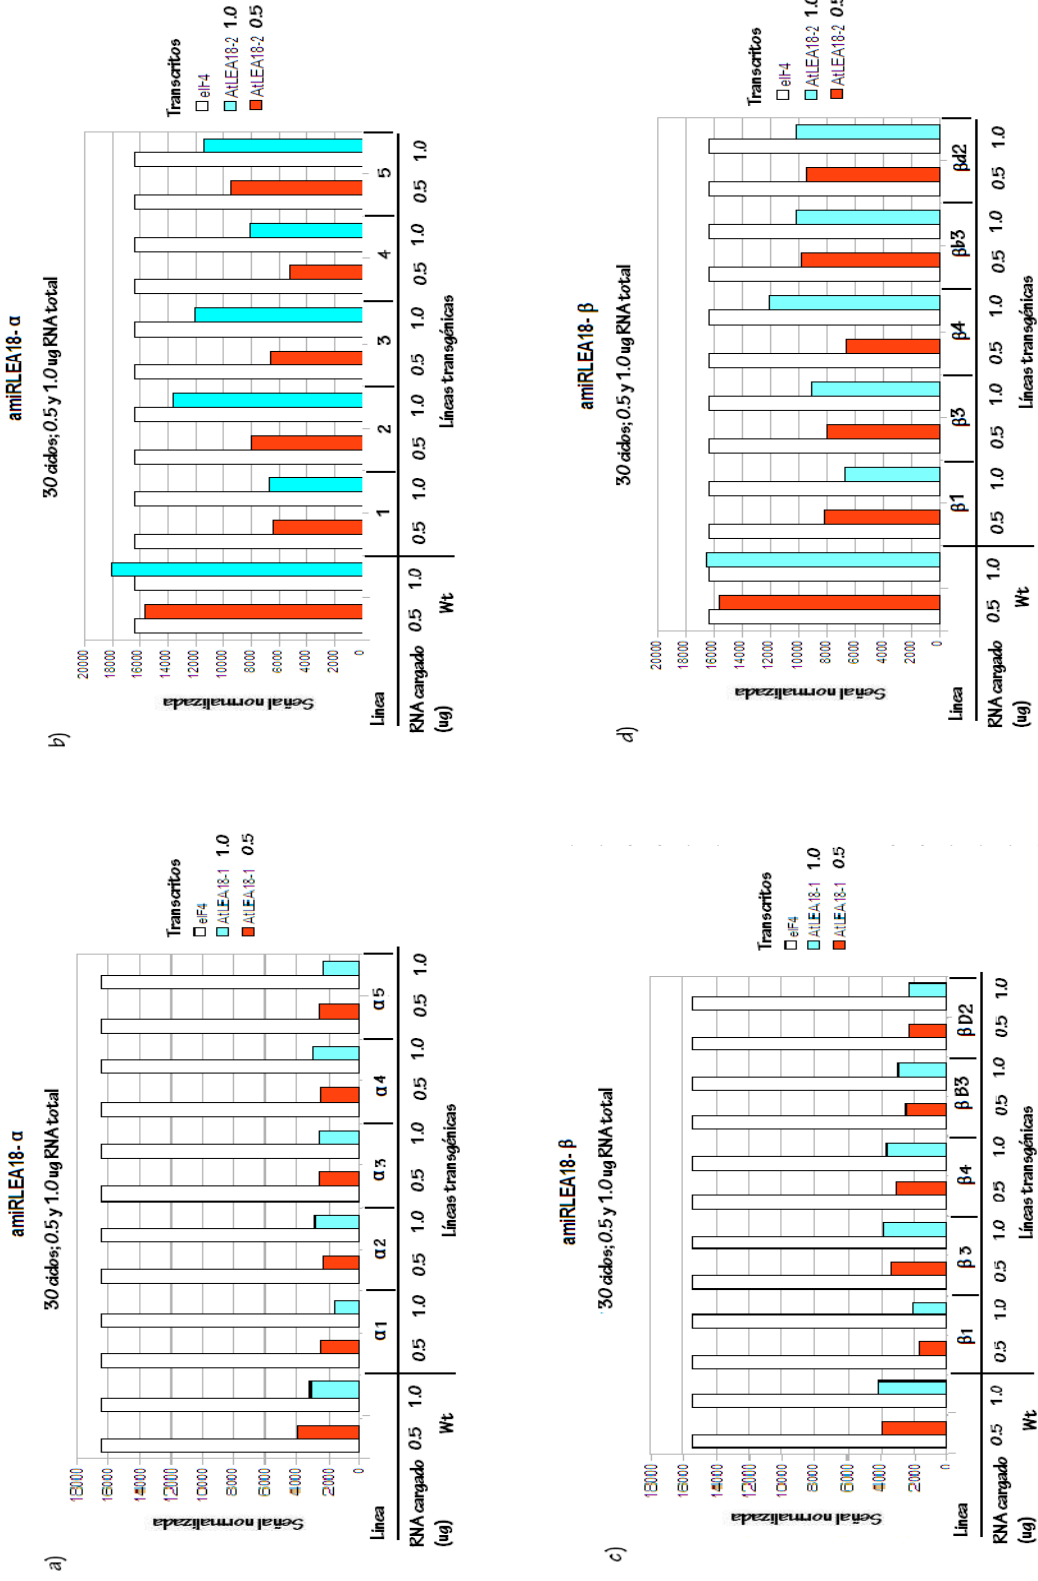 a)
amiRLEA18- α
30 ciclos; 0.5 y 1.0 ug RNA total
Señal normalizada
18000
16000
14000
12000
10000
8000
6000
4000
2000
0
Transcritos
eIF4
AtLEA18-1 1.0
AtLEA18-1 0.5
Línea α1 α2 α3 α4 α5
RNA cargado 0.5 1.0 0.5 1.0 0.5 1.0 0.5 1.0 0.5 1.0 0.5 1.0
(ug) Wt Líneas transgénicas
b)
amiRLEA18- α
30 ciclos; 0.5 y 1.0 ug RNA total
Señal normalizada
20000
18000
16000
14000
12000
10000
8000
6000
4000
2000
0
Transcritos
eIF4
AtLEA18-2 1.0
AtLEA18-2 0.5
Línea 1 2 3 4 5
RNA cargado 0.5 1.0 0.5 1.0 0.5 1.0 0.5 1.0 0.5 1.0 0.5 1.0
(ug) Wt Líneas transgénicas
c)
amiRLEA18- β
30 ciclos; 0.5 y 1.0 ug RNA total
Señal normalizada
18000
16000
14000
12000
10000
8000
6000
4000
2000
0
Transcritos
eIF4
AtLEA18-1 1.0
AtLEA18-1 0.5
Línea β1 β3 β4 βB3 βD2
RNA cargado 0.5 1.0 0.5 1.0 0.5 1.0 0.5 1.0 0.5 1.0 0.5 1.0
(ug) Wt Líneas transgénicas
d)
amiRLEA18- β
30 ciclos; 0.5 y 1.0 ug RNA total
Señal normalizada
20000
18000
16000
14000
12000
10000
8000
6000
4000
2000
0
Transcritos
eIF4
AtLEA18-2 1.0
AtLEA18-2 0.5
Línea β1 β3 β4 βb3 βd2
RNA cargado 0.5 1.0 0.5 1.0 0.5 1.0 0.5 1.0 0.5 1.0 0.5 1.0
(ug) Wt Líneas transgénicas